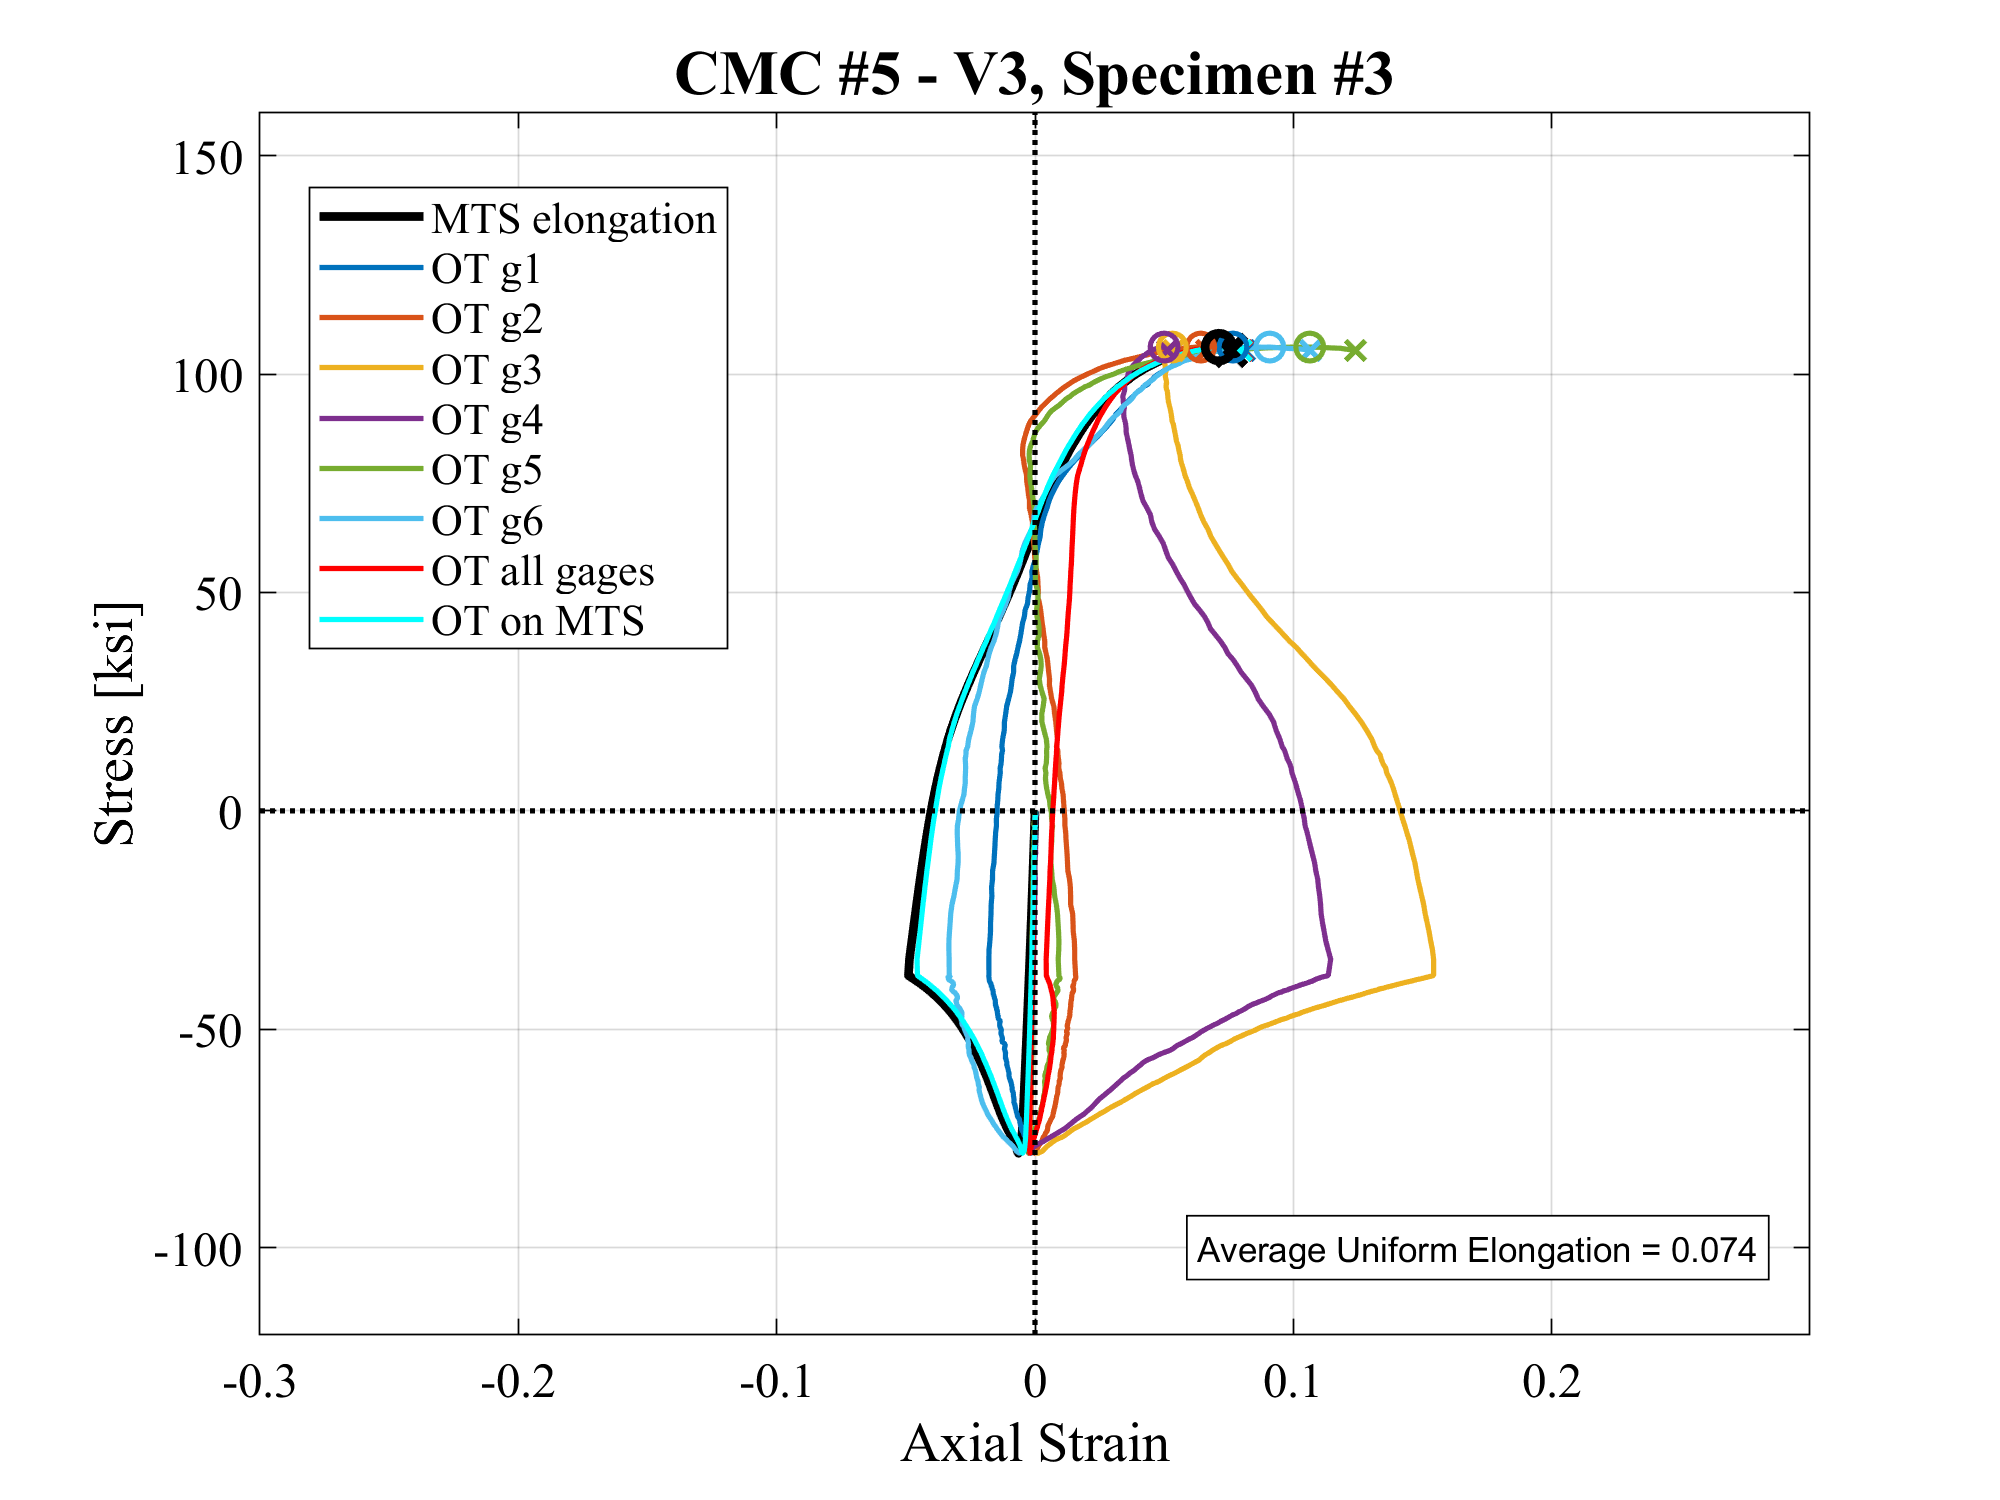 CMC #5 - V3, Specimen #3
150
100
50
0
-50
-100
Stress [ksi]
MTS elongation
OT g1
OT g2
OT g3
OT g4
OT g5
OT g6
OT all gages
OT on MTS
Average Uniform Elongation = 0.074
-0.3
-0.2
-0.1
0
0.1
0.2
Axial Strain